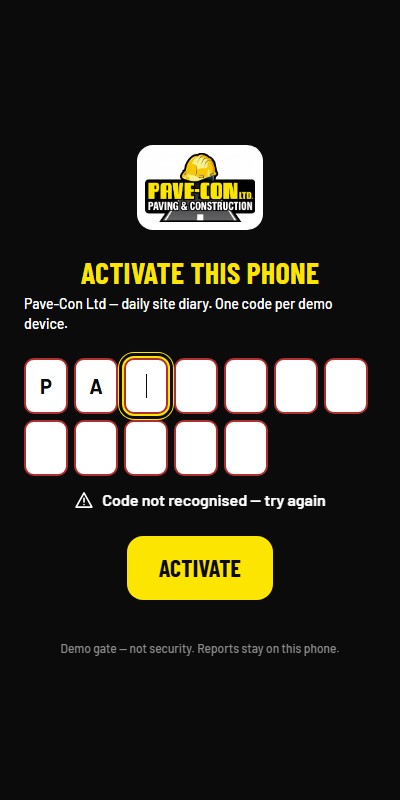 PAVE-CON LTD.
PAVING & CONSTRUCTION
ACTIVATE THIS PHONE
Pave-Con Ltd – daily site diary. One code per demo
device.
P A
Code not recognised – try again
ACTIVATE
Demo gate – not security. Reports stay on this phone.